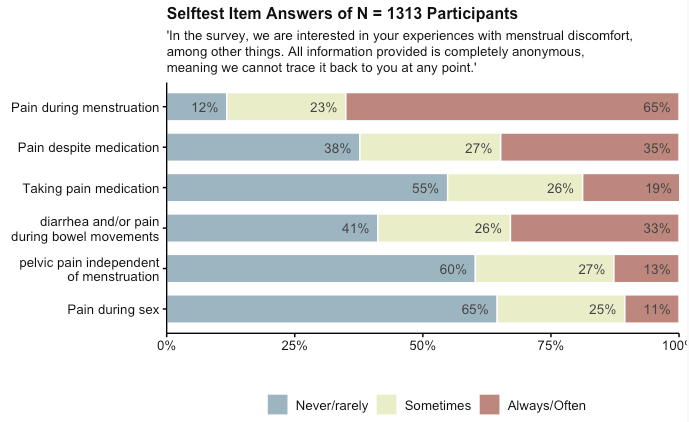 Selftest Item Answers of N = 1313 Participants
'In the survey, we are interested in your experiences with menstrual discomfort,
among other things. All information provided is completely anonymous,
meaning we cannot trace it back to you at any point.'
Pain during menstruation 12% 23% 65%
Pain despite medication 38% 27% 35%
Taking pain medication 55% 26% 19%
diarrhea and/or pain
during bowel movements 41% 26% 33%
pelvic pain independent
of menstruation 60% 27% 13%
Pain during sex 65% 25% 11%
0% 25% 50% 75% 100%
Never/rarely Sometimes Always/Often